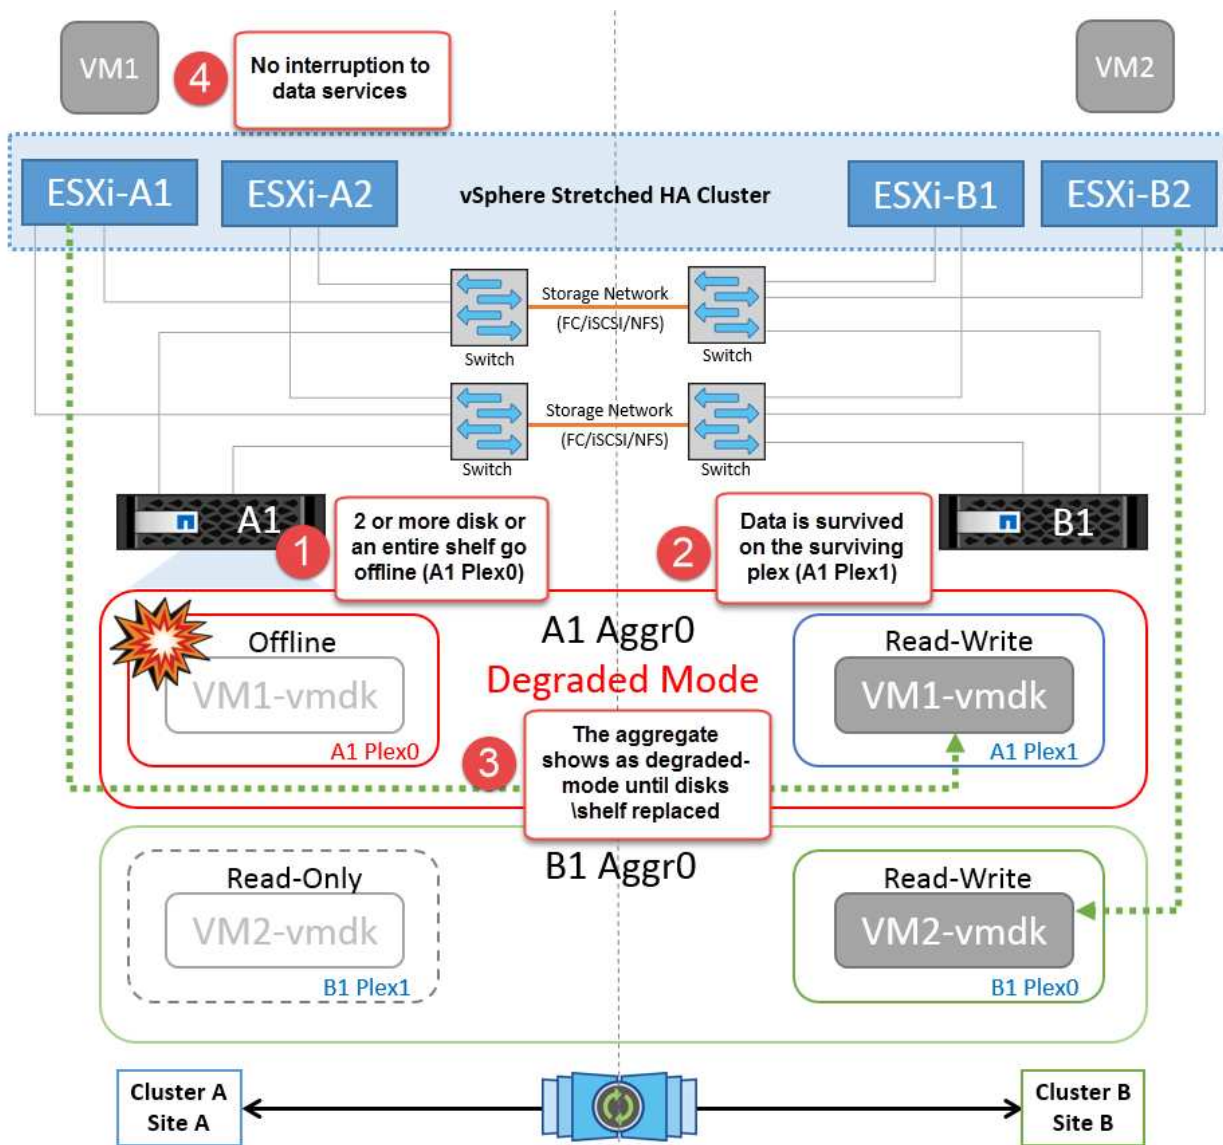 VM1
4
No interruption to
data services
VM2
ESXi-A1
ESXi-A2
vSphere Stretched HA Cluster
ESXi-B1
ESXi-B2
Storage Network
(FC/iSCSI/NFS)
Switch
Switch
Storage Network
(FC/iSCSI/NFS)
Switch
Switch
A1
1
2 or more disk or
an entire shelf go
offline (A1 Plex0)
2
Data is survived
on the surviving
plex (A1 Plex1)
B1
A1 Aggr0
Degraded Mode
Offline
VM1-vmdk
A1 Plex0
Read-Write
VM1-vmdk
A1 Plex1
3
The aggregate
shows as degraded-
mode until disks
\shelf replaced
B1 Aggr0
Read-Only
VM2-vmdk
B1 Plex1
Read-Write
VM2-vmdk
B1 Plex0
Cluster A
Site A
Cluster B
Site B